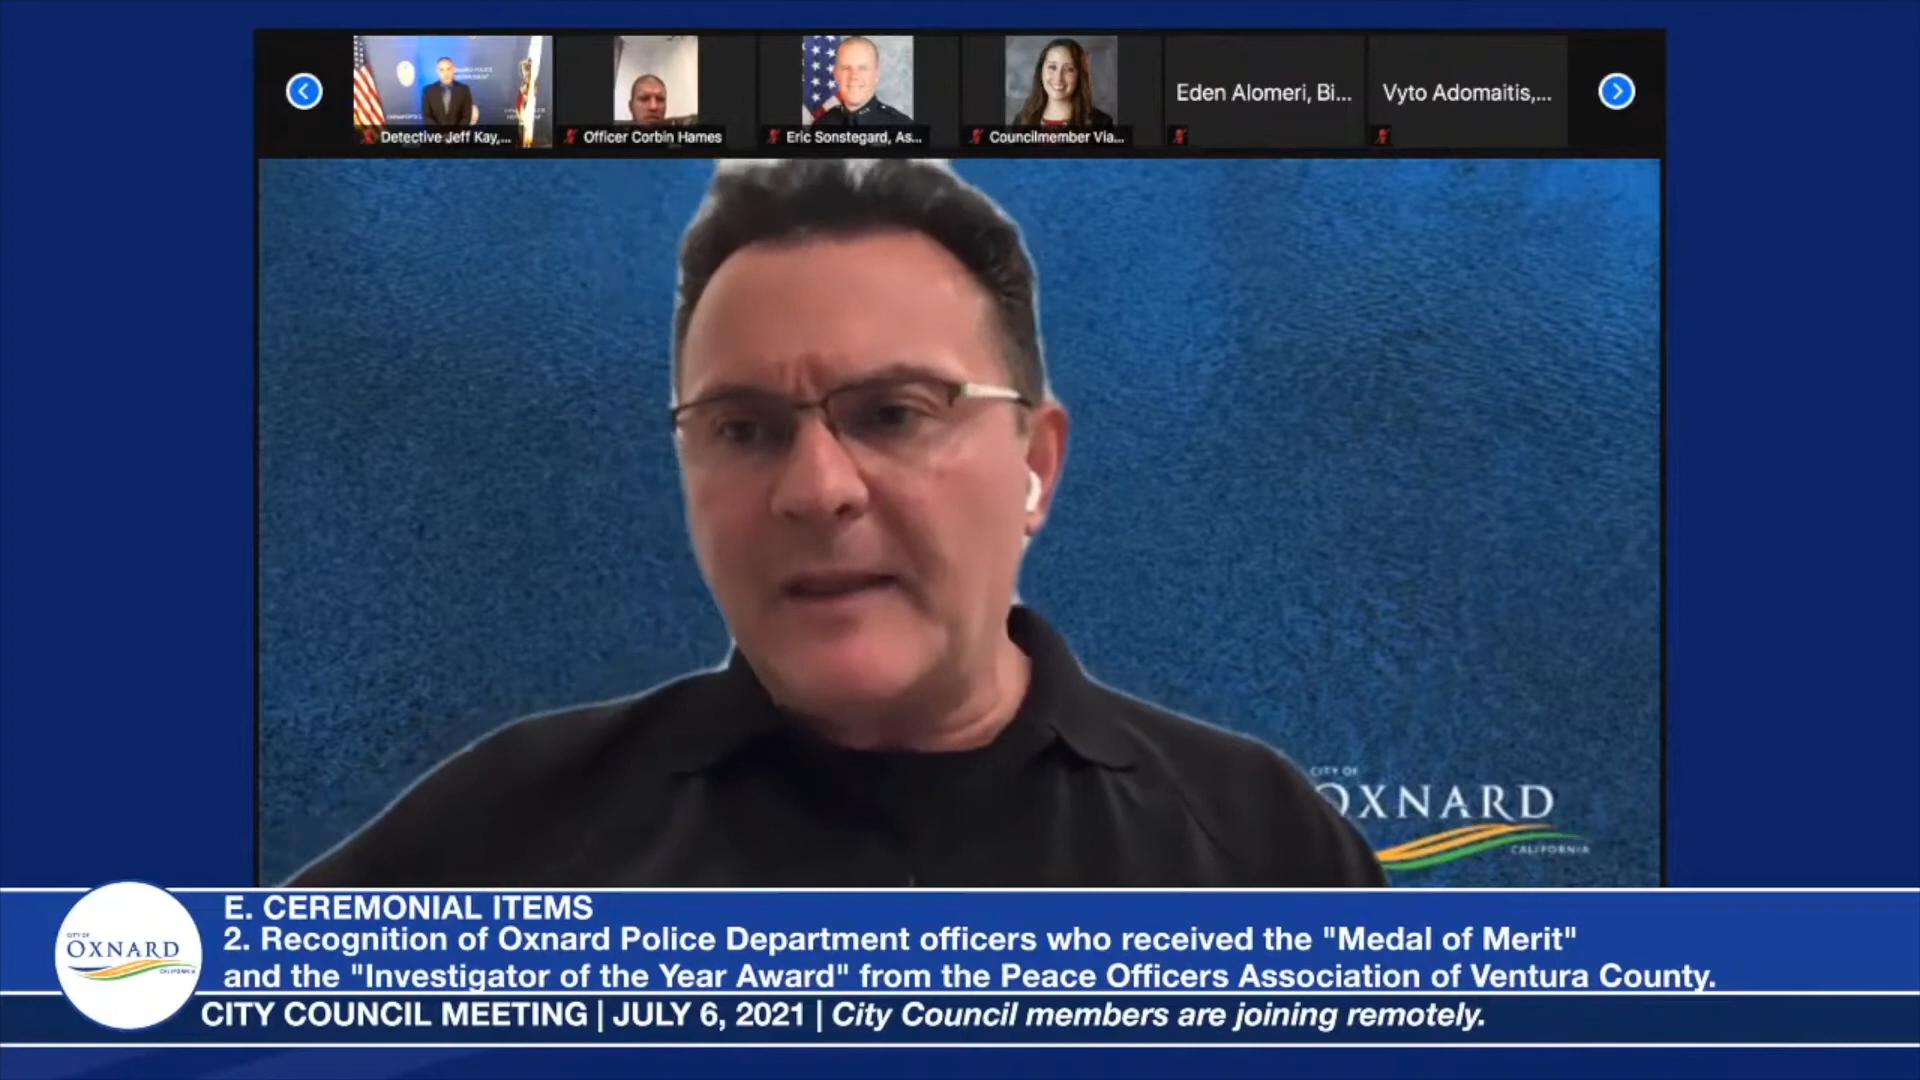 Detective Jeff Kay,...
Officer Corbin Hames
Eric Sonstegard, As...
Councilmember Via...
Eden Alomeri, Bi...
Vyto Adomaitis,...
CITY OF
OXNARD
CALIFORNIA
E. CEREMONIAL ITEMS
2. Recognition of Oxnard Police Department officers who received the "Medal of Merit"
and the "Investigator of the Year Award" from the Peace Officers Association of Ventura County.
CITY OF
OXNARD
CALIFORNIA
CITY COUNCIL MEETING | JULY 6, 2021 | City Council members are joining remotely.